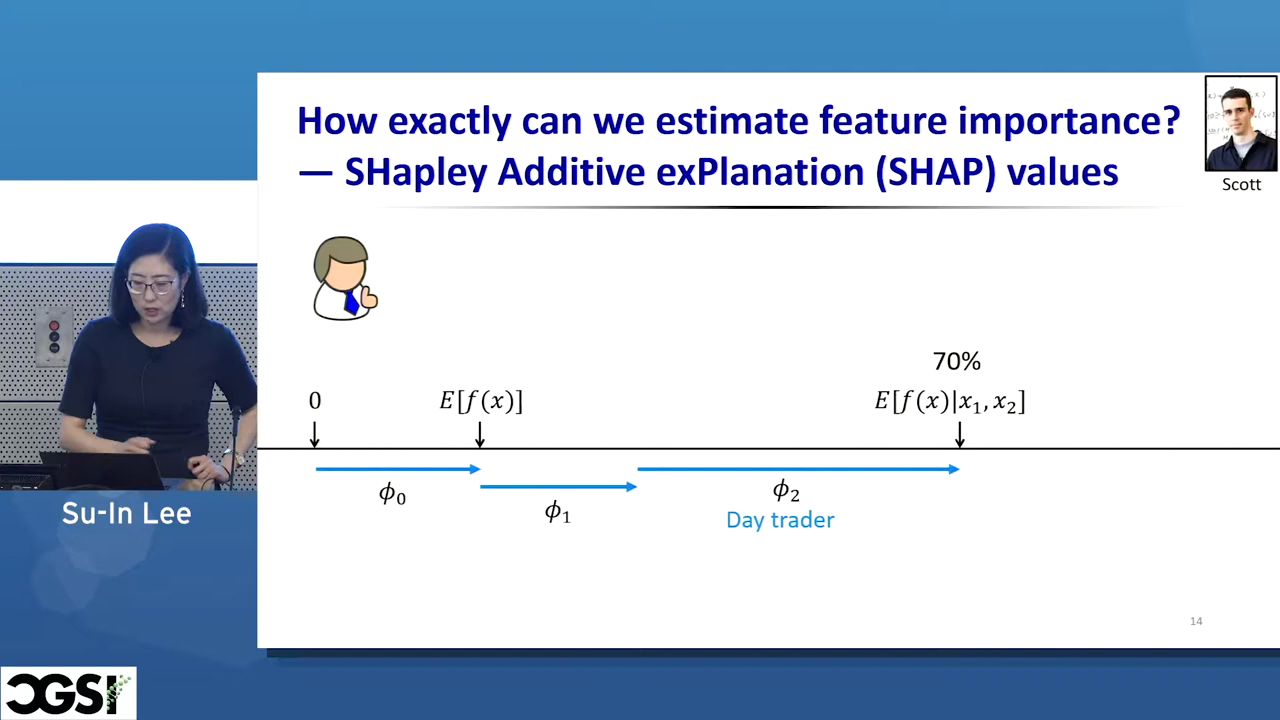 How exactly can we estimate feature importance?
— SHapley Additive exPlanation (SHAP) values
Scott
70%
0
E[f(x)]
E[f(x)|x₁, x₂]
ϕ₀
ϕ₁
ϕ₂
Day trader
14
Su-In Lee
CGSI